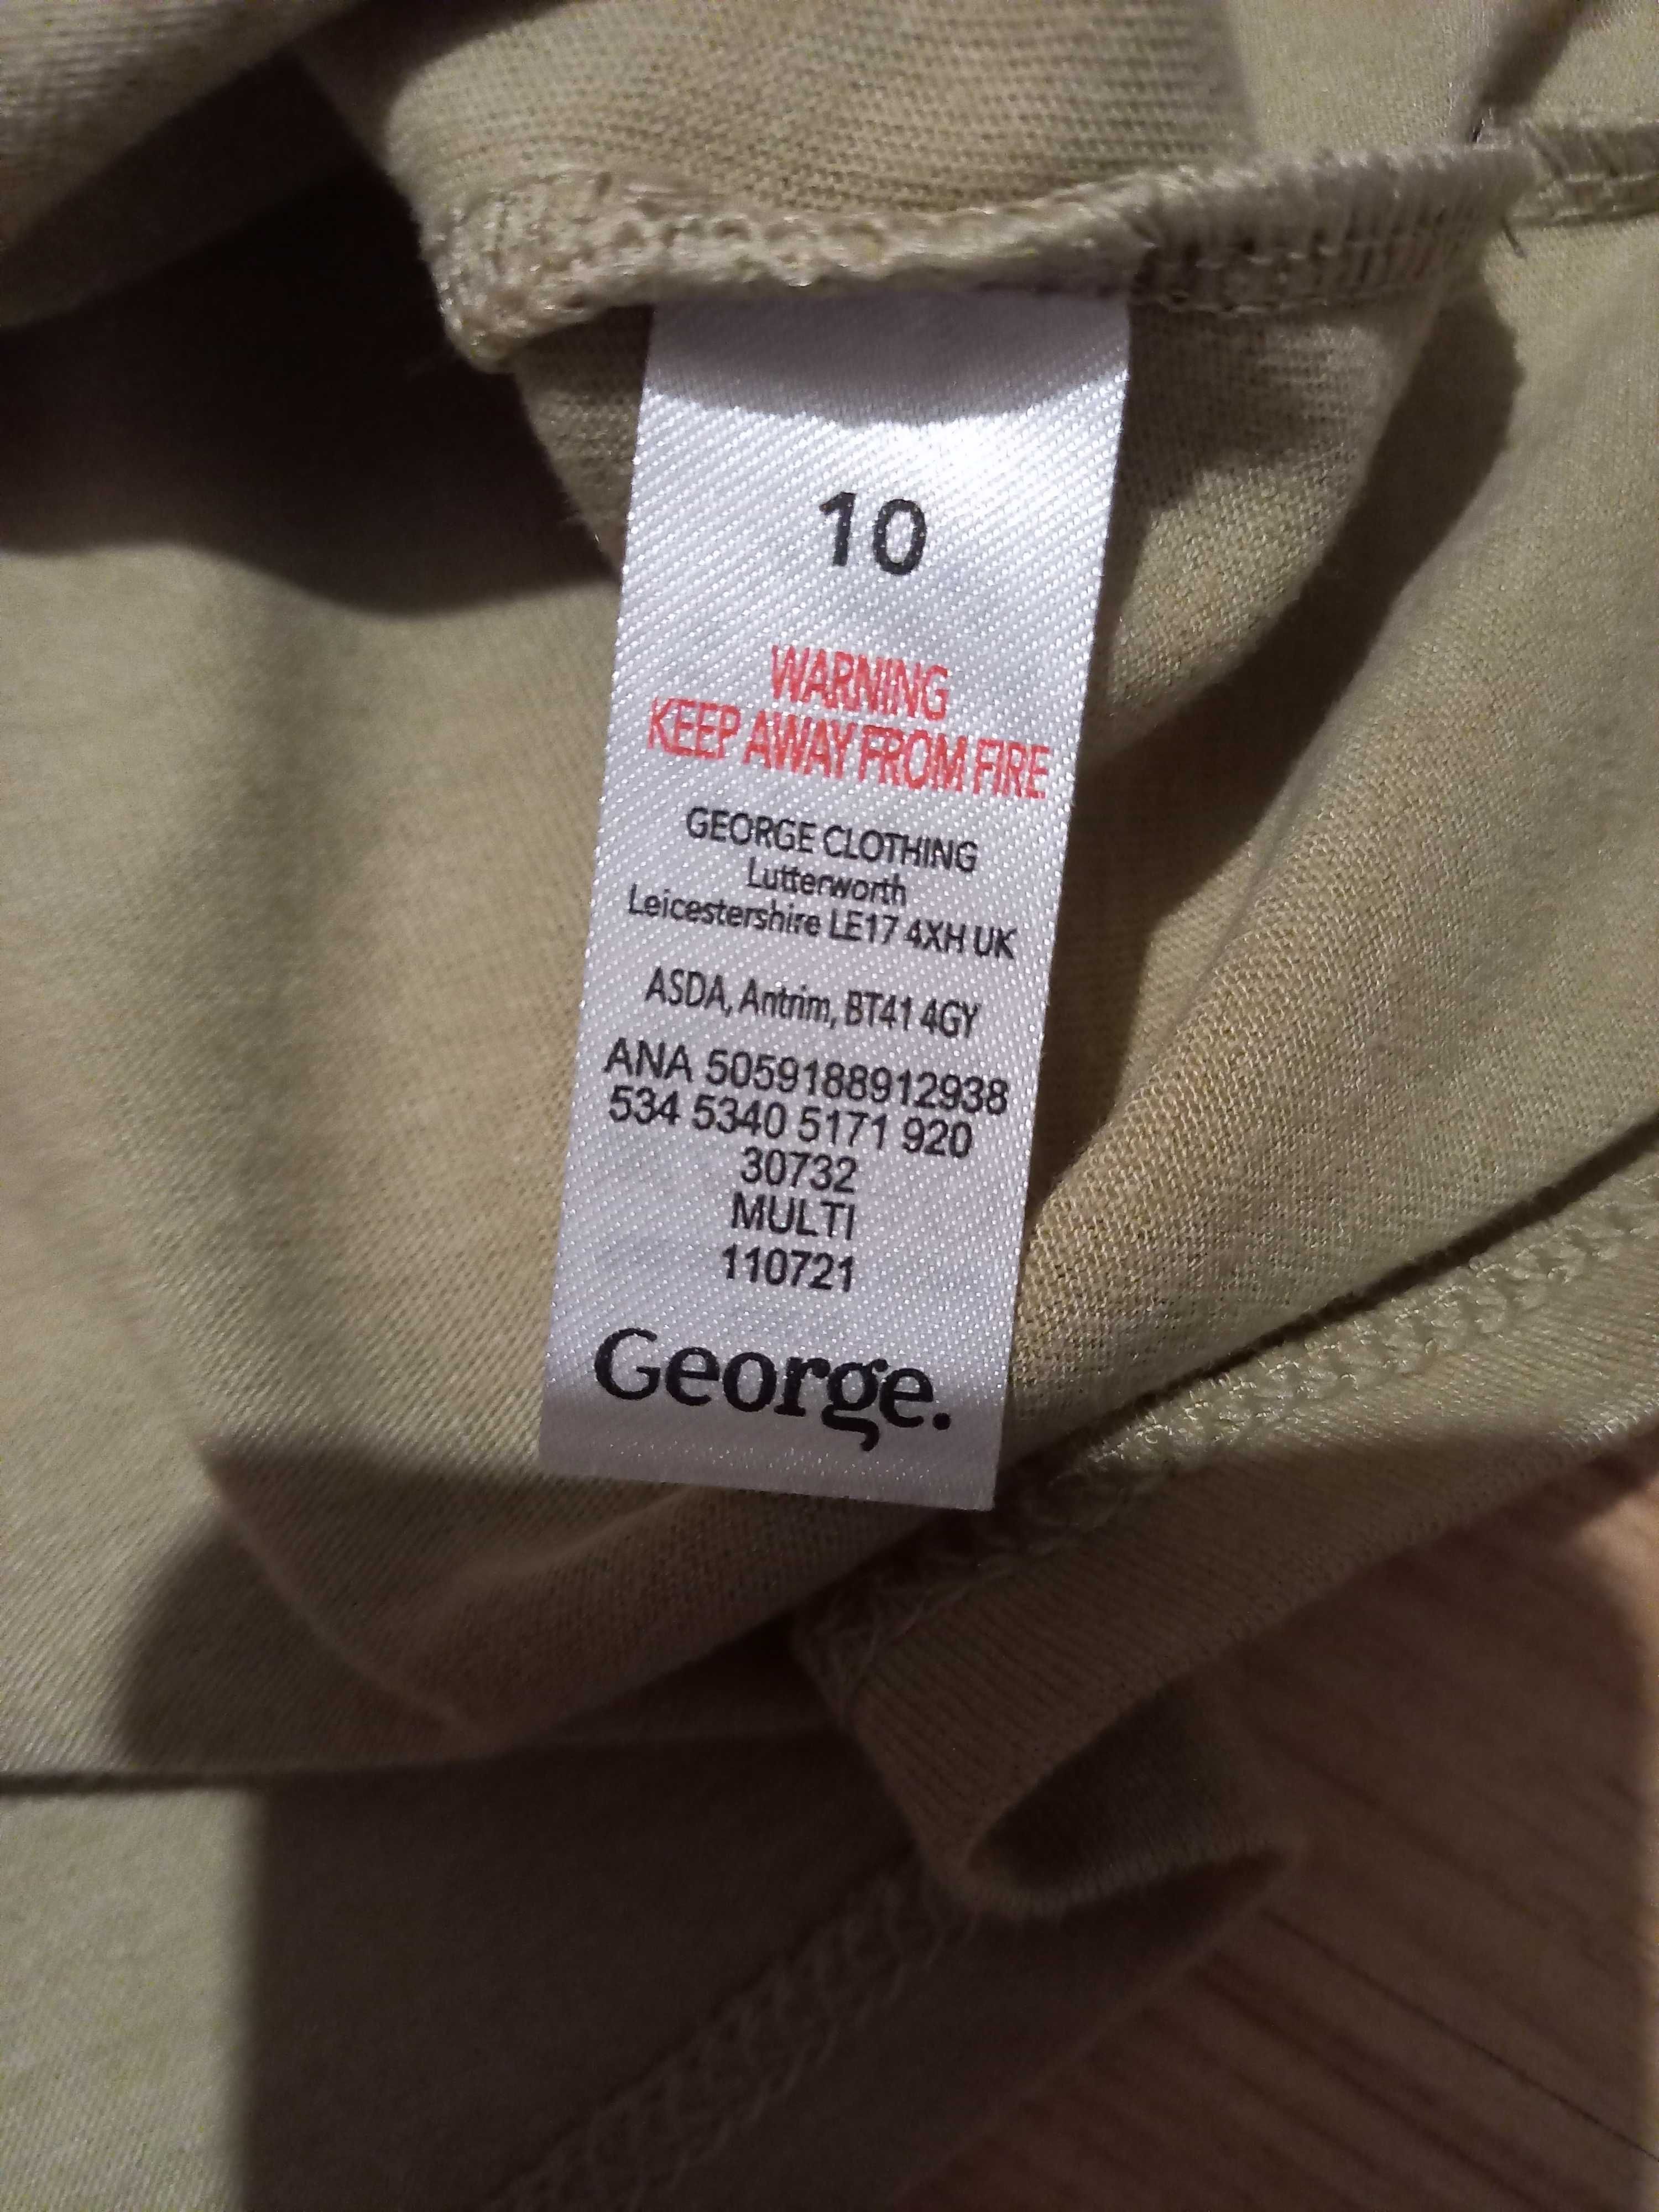 10
WARNING
KEEP AWAY FROM FIRE
GEORGE CLOTHING
Lutterworth
Leicestershire LE17 4XH UK
ASDA, Antrim, BT41 4GY
ANA 5059188912938
534 5340 5171 920
30732
MULTI
110721
George.